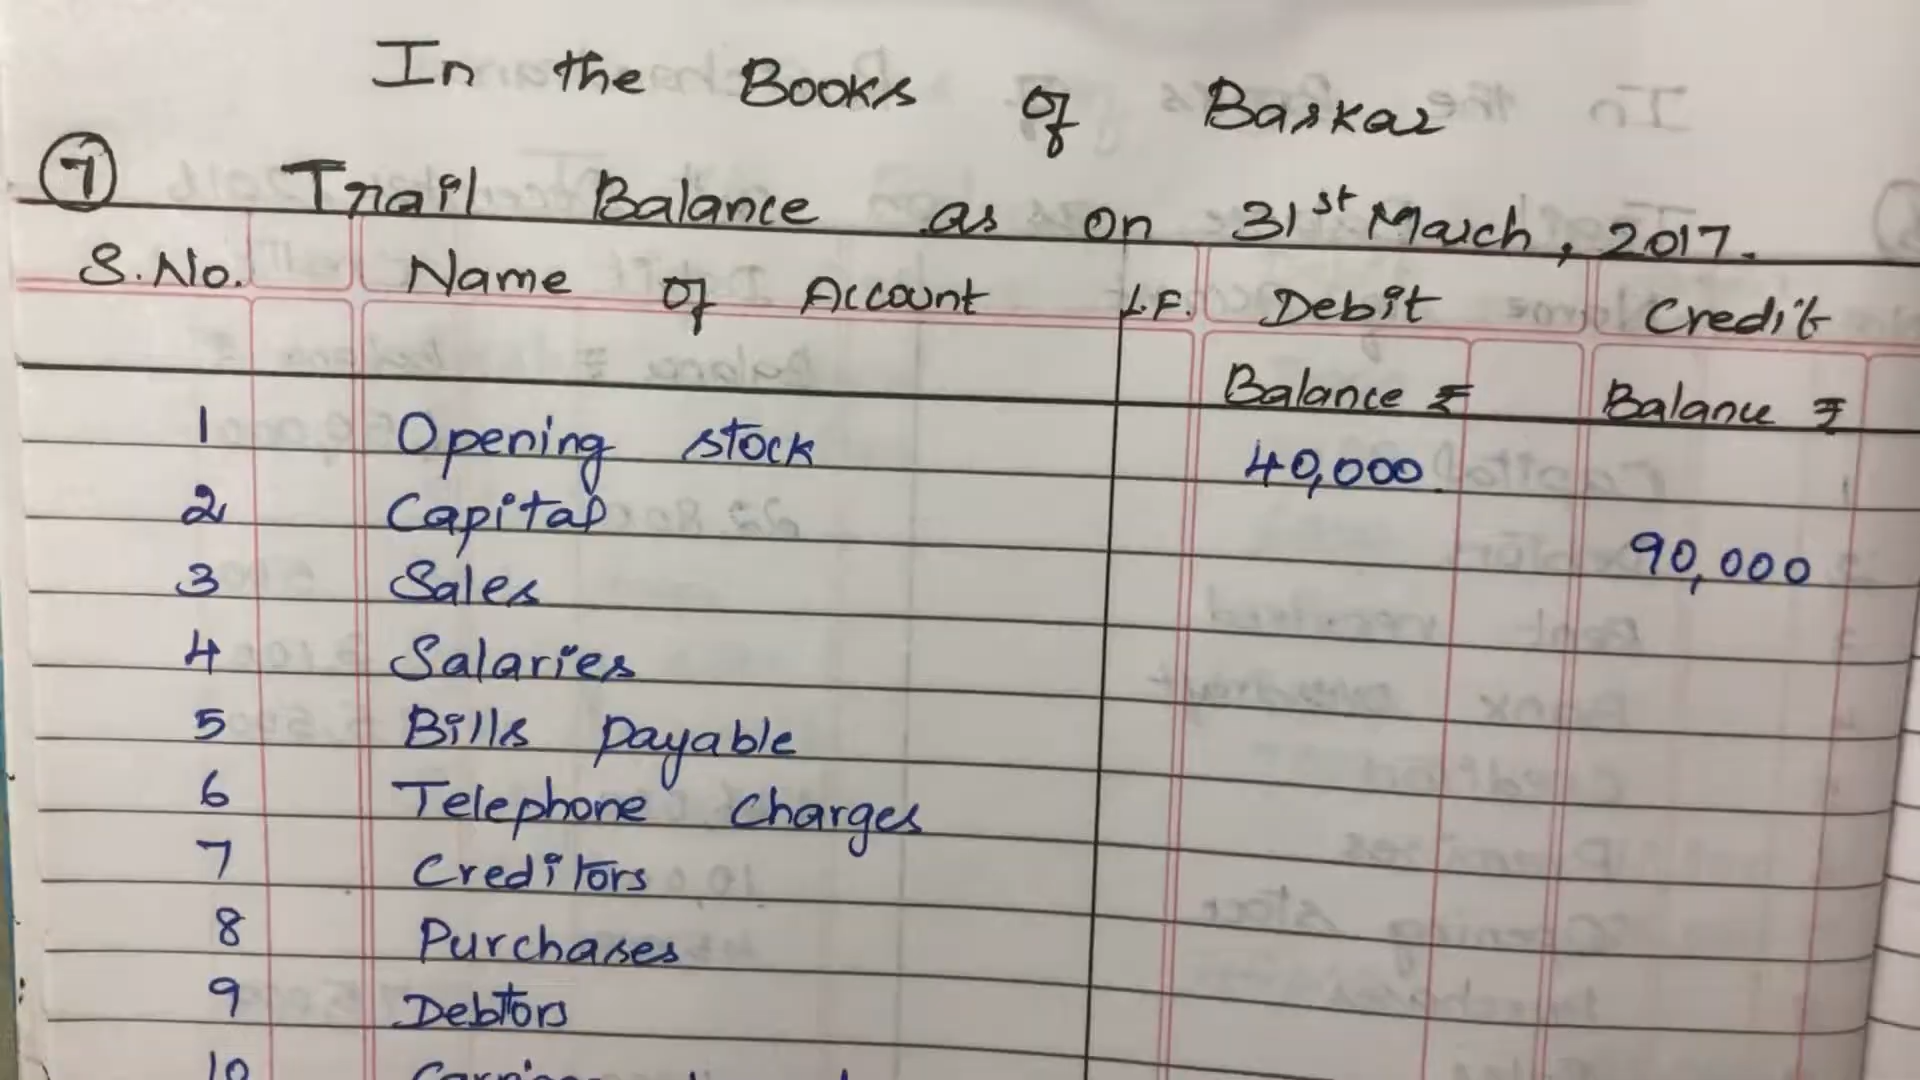 In the Books of Baskar
7 Trail Balance as on 31st March, 2017.
S.No. Name of Account L.F. Debit Credit
Balance ₹ Balance ₹
1 Opening stock 40,000
2 Capital 90,000
3 Sales
4 Salaries
5 Bills payable
6 Telephone charges
7 Creditors
8 Purchases
9 Debtors
10